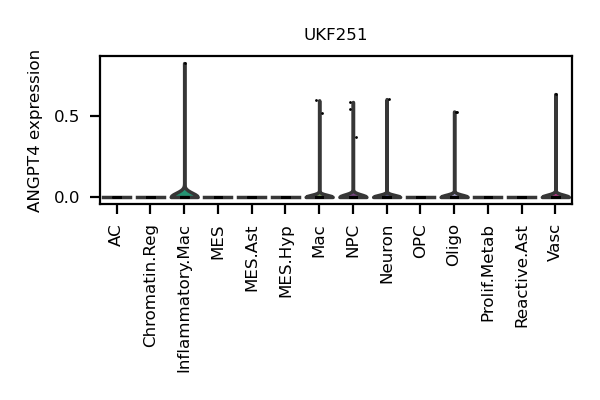 UKF251
ANGPT4 expression
0.5
0.0
AC
Chromatin.Reg
Inflammatory.Mac
MES
MES.Ast
MES.Hyp
Mac
NPC
Neuron
OPC
Oligo
Prolif.Metab
Reactive.Ast
Vasc